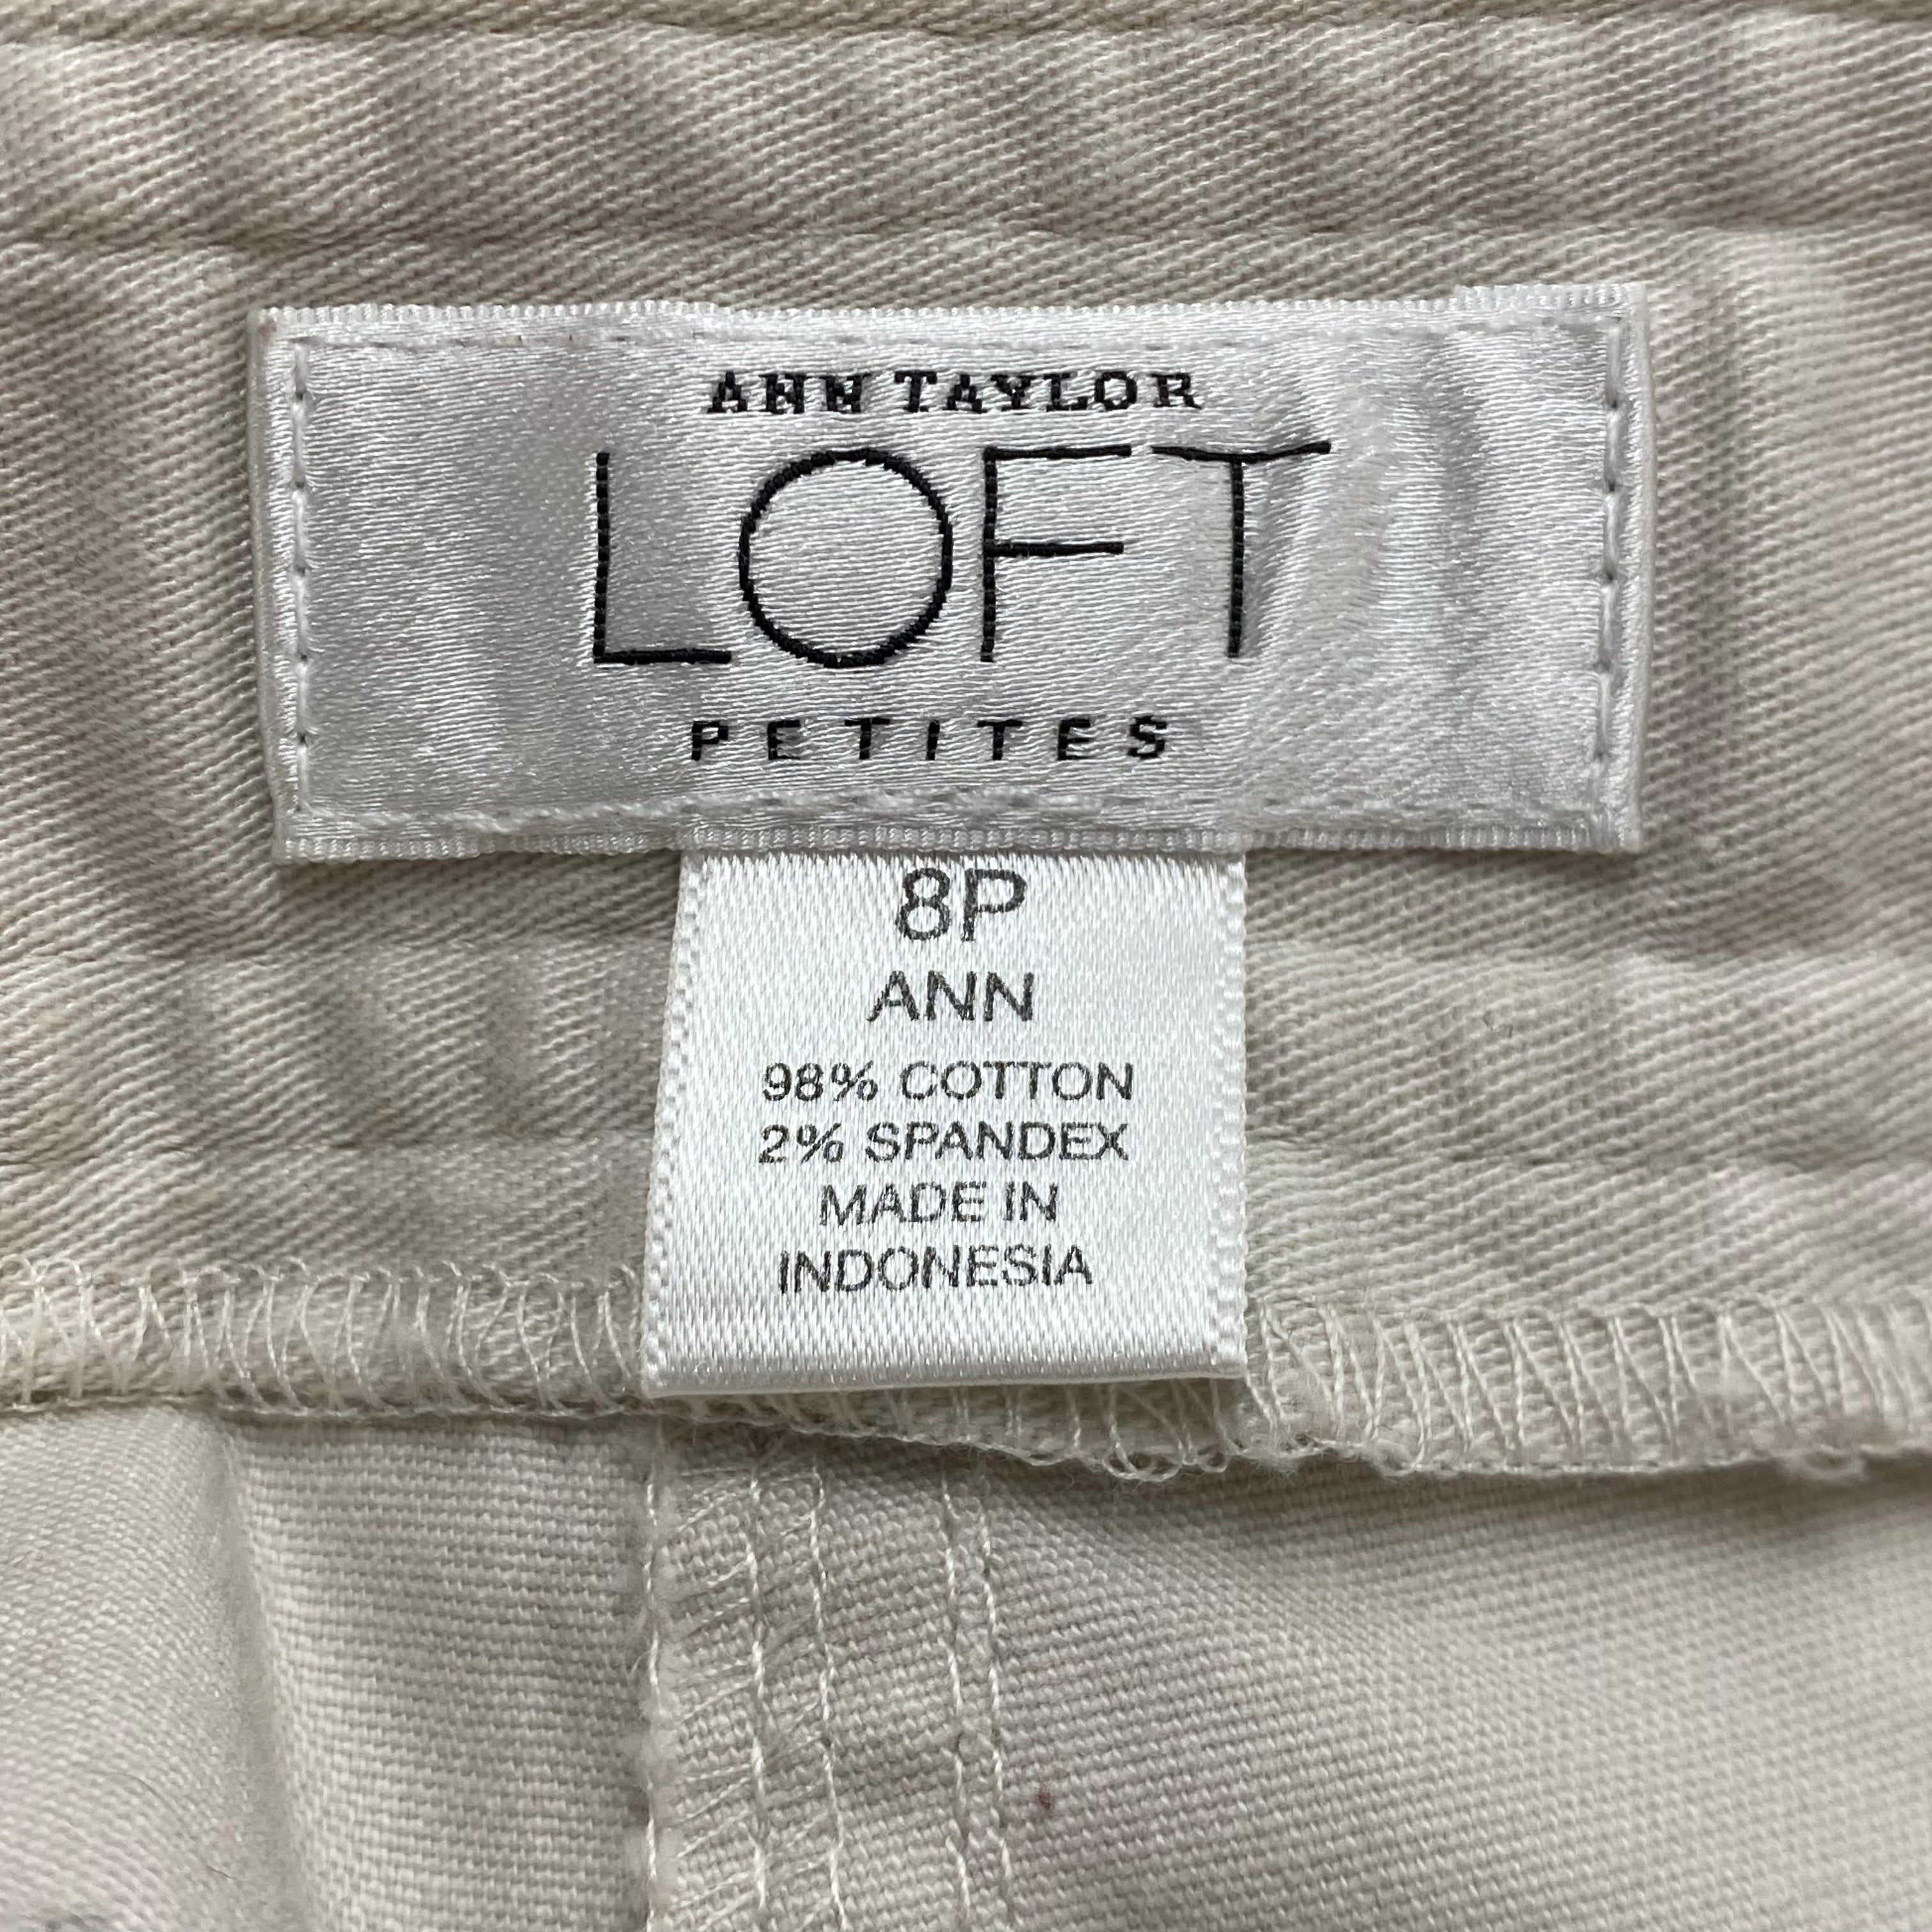 ANN TAYLOR
LOFT
PETITES
8P
ANN
98% COTTON
2% SPANDEX
MADE IN
INDONESIA